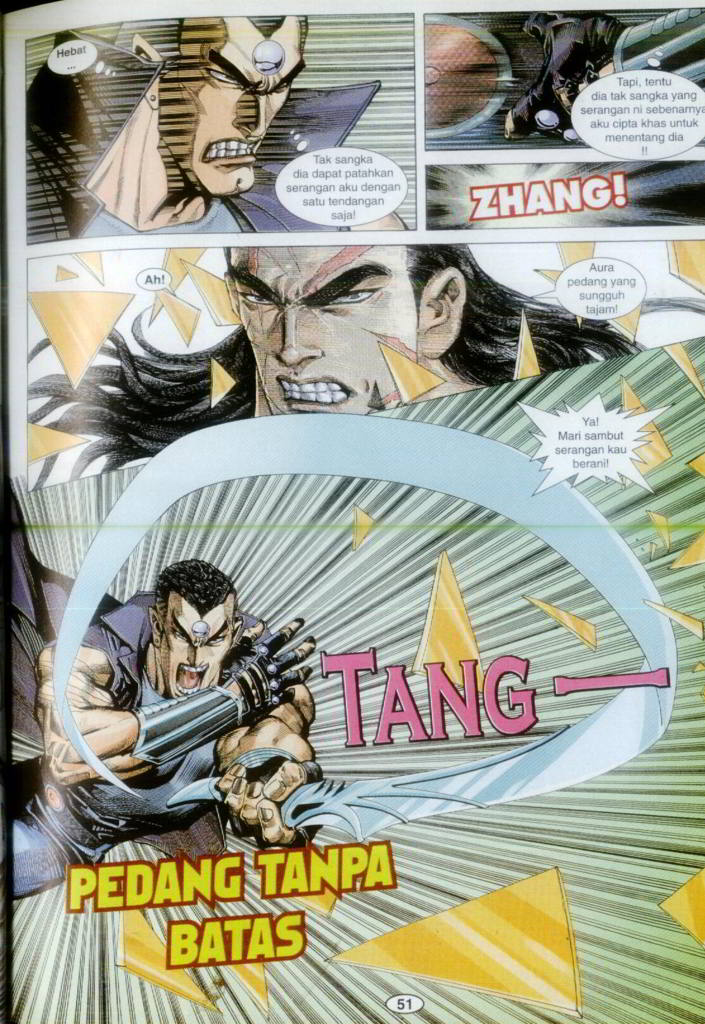 Hebat
...
Tak sangka
dia dapat patahkan
serangan aku dengan
satu tendangan
saja!
Tapi, tentu
dia tak sangka yang
serangan ni sebenarnya
aku cipta khas untuk
menentang dia
!!
ZHANG!
Ah!
Aura
pedang yang
sungguh
tajam!
Ya!
Mari sambut
serangan kau
berani!
TANG—
PEDANG TANPA
BATAS
51